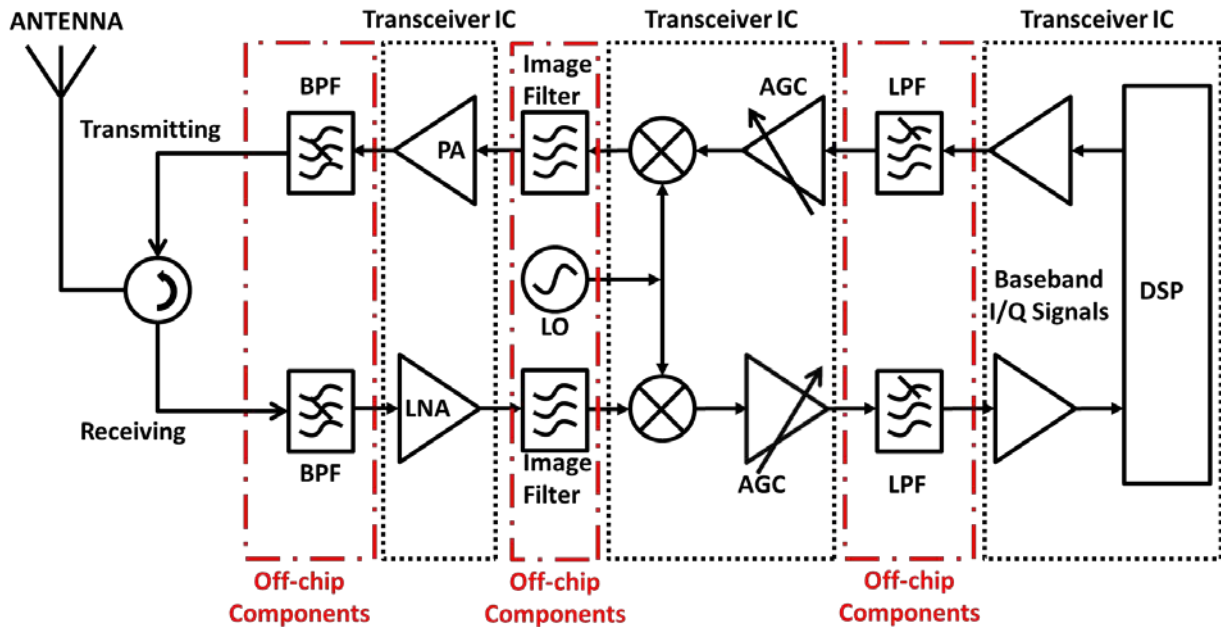 ANTENNA
Transceiver IC
Transceiver IC
Transceiver IC
BPF
Image
Filter
AGC
LPF
Transmitting
PA
LO
Baseband
I/Q Signals
DSP
LNA
Receiving
BPF
Image
Filter
AGC
LPF
Off-chip
Components
Off-chip
Components
Off-chip
Components